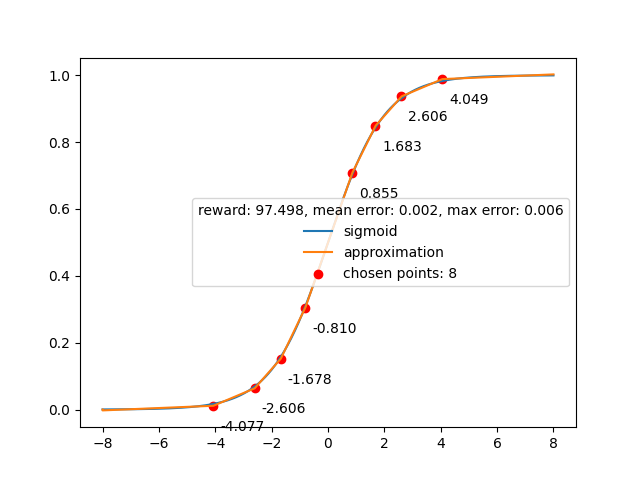 1.0
0.8
0.6
0.4
0.2
0.0
4.049
2.606
1.683
0.855
reward: 97.498, mean error: 0.002, max error: 0.006
sigmoid
approximation
chosen points: 8
-0.810
-1.678
-2.606
-4.077
−8 −6 −4 −2 0 2 4 6 8